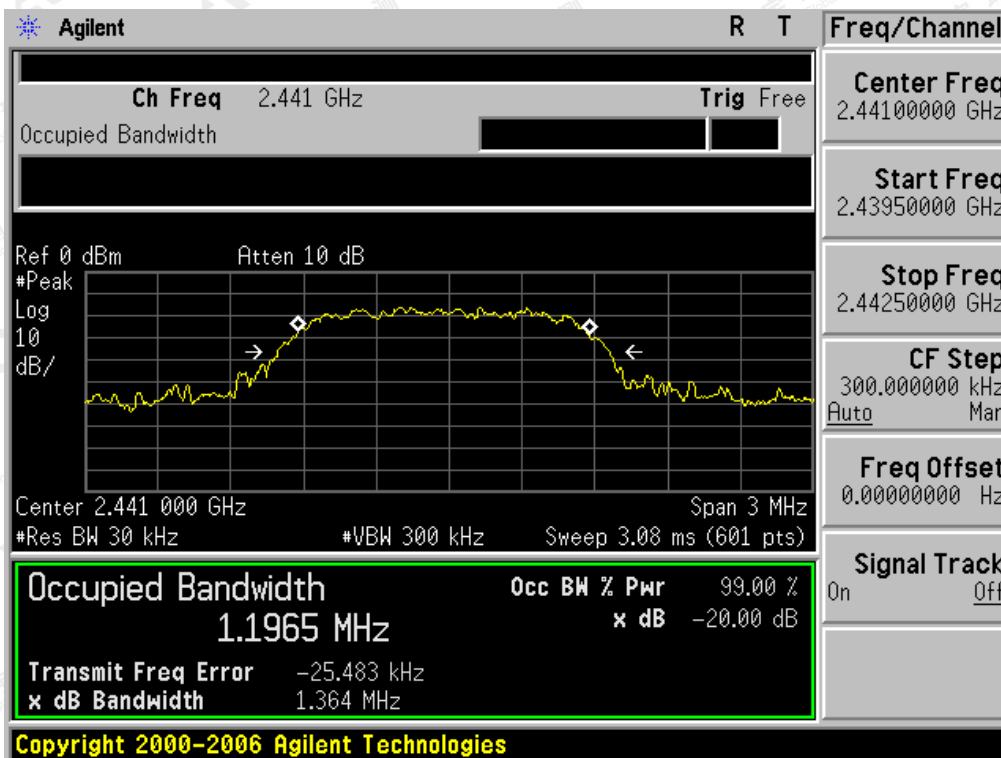 Agilent R T Freq/Channel
Ch Freq 2.441 GHz Trig Free
Occupied Bandwidth
Center Freq
2.44100000 GHz
Start Freq
2.43950000 GHz
Stop Freq
2.44250000 GHz
CF Step
300.000000 kHz
Auto Man
Freq Offset
0.00000000 Hz
Signal Track
On Off
Ref 0 dBm Atten 10 dB
#Peak
Log
10
dB/
Center 2.441 000 GHz Span 3 MHz
#Res BW 30 kHz #VBW 300 kHz Sweep 3.08 ms (601 pts)
Occupied Bandwidth Occ BW % Pwr 99.00 %
1.1965 MHz x dB -20.00 dB
Transmit Freq Error -25.483 kHz
x dB Bandwidth 1.364 MHz
Copyright 2000-2006 Agilent Technologies